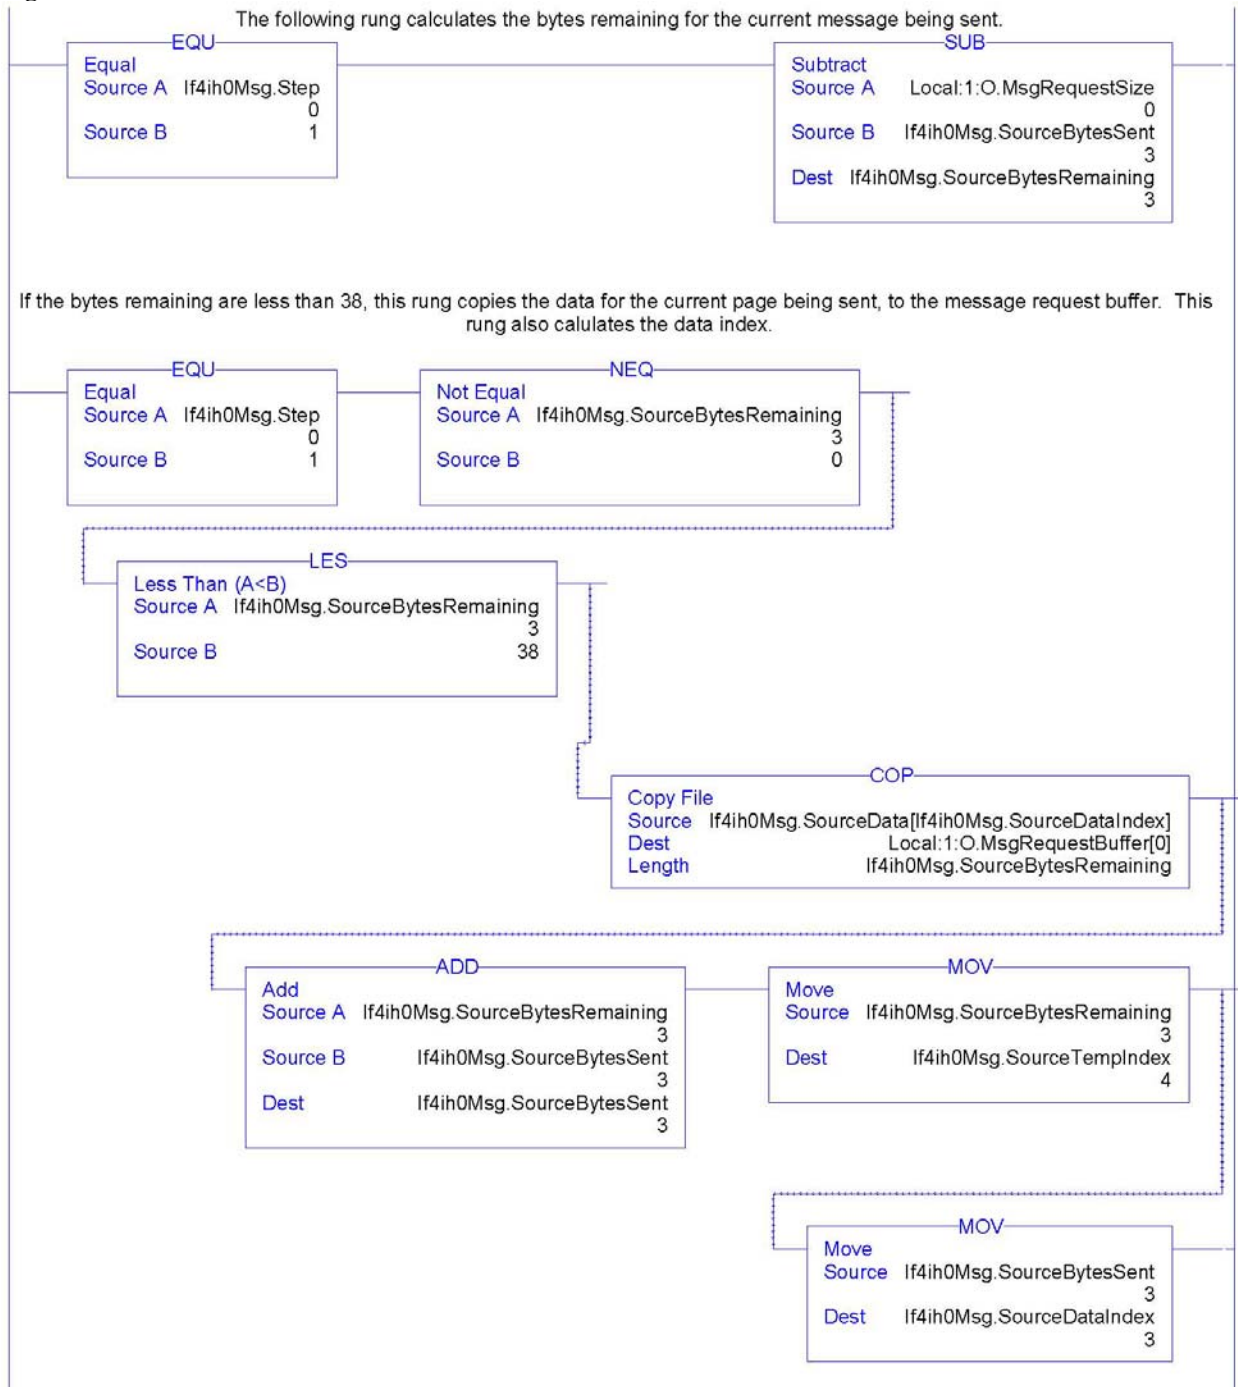 The following rung calculates the bytes remaining for the current message being sent.
EQU
Equal
Source A If4ih0Msg.Step
0
Source B 1
SUB
Subtract
Source A Local:1:O.MsgRequestSize
0
Source B If4ih0Msg.SourceBytesSent
3
Dest If4ih0Msg.SourceBytesRemaining
3
If the bytes remaining are less than 38, this rung copies the data for the current page being sent, to the message request buffer. This
rung also calulates the data index.
EQU
Equal
Source A If4ih0Msg.Step
0
Source B 1
NEQ
Not Equal
Source A If4ih0Msg.SourceBytesRemaining
3
Source B 0
LES
Less Than (A<B)
Source A If4ih0Msg.SourceBytesRemaining
3
Source B 38
COP
Copy File
Source If4ih0Msg.SourceData[If4ih0Msg.SourceDataIndex]
Dest Local:1:O.MsgRequestBuffer[0]
Length If4ih0Msg.SourceBytesRemaining
ADD
Add
Source A If4ih0Msg.SourceBytesRemaining
3
Source B If4ih0Msg.SourceBytesSent
3
Dest If4ih0Msg.SourceBytesSent
3
MOV
Move
Source If4ih0Msg.SourceBytesRemaining
3
Dest If4ih0Msg.SourceTempIndex
4
MOV
Move
Source If4ih0Msg.SourceBytesSent
3
Dest If4ih0Msg.SourceDataIndex
3